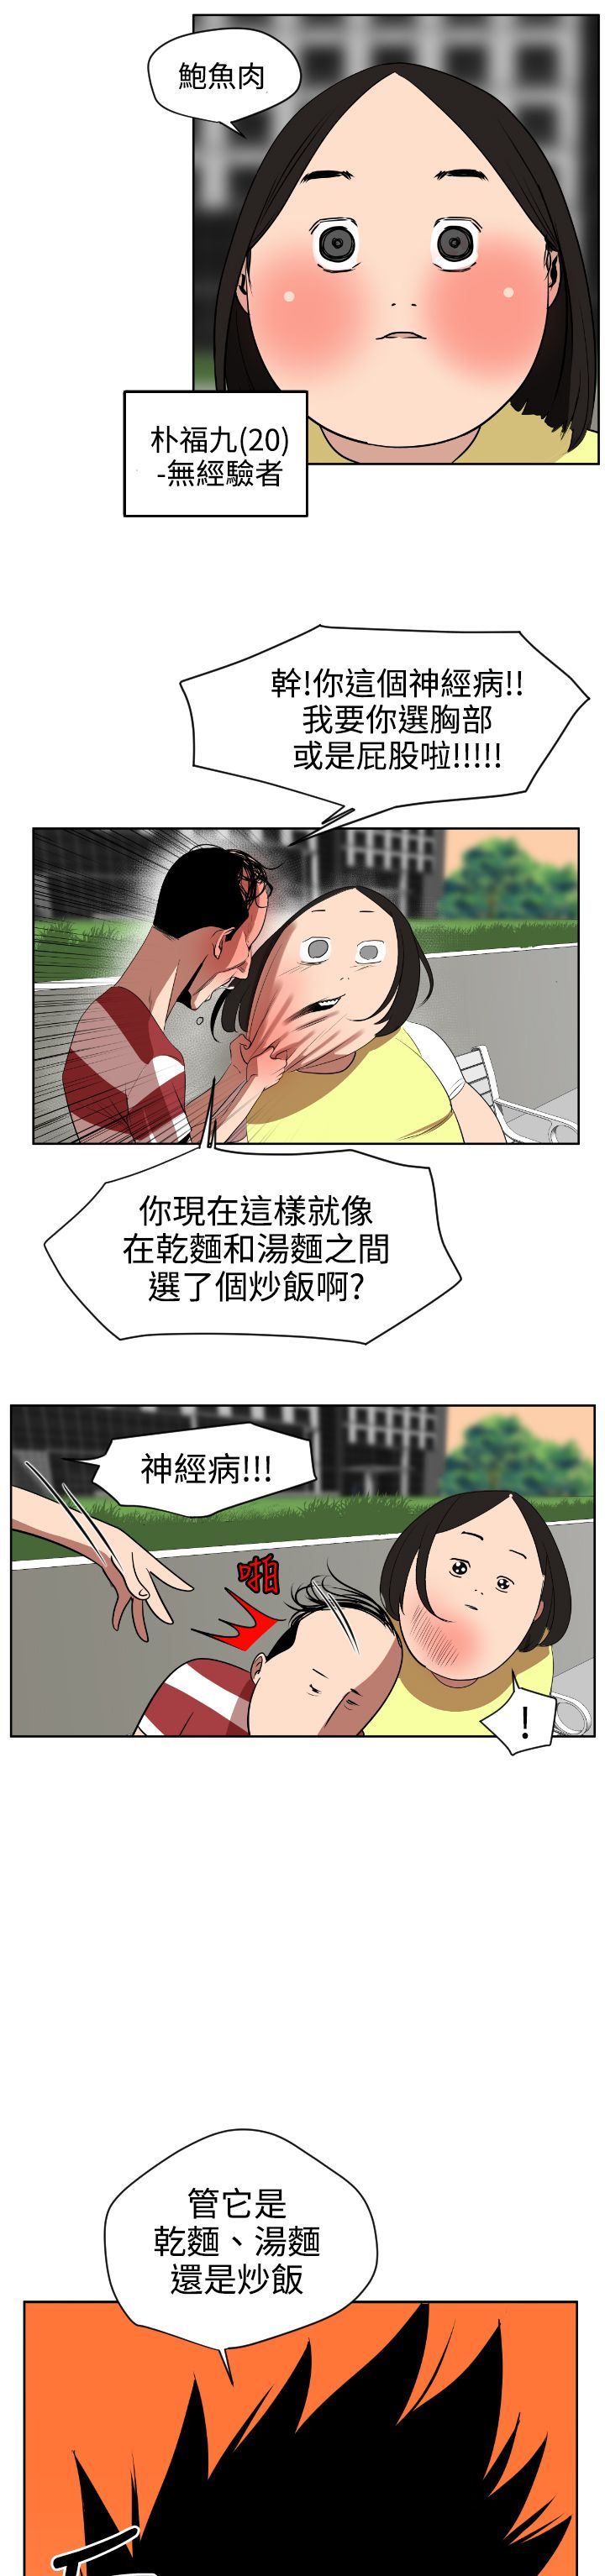 鮑魚肉
朴福九(20)
-無經驗者
幹!你這個神經病!!
我要你選胸部
或是屁股啦!!!!!
你現在這樣就像
在乾麵和湯麵之間
選了個炒飯啊?
神經病!!!
啪
!
管它是
乾麵、湯麵
還是炒飯